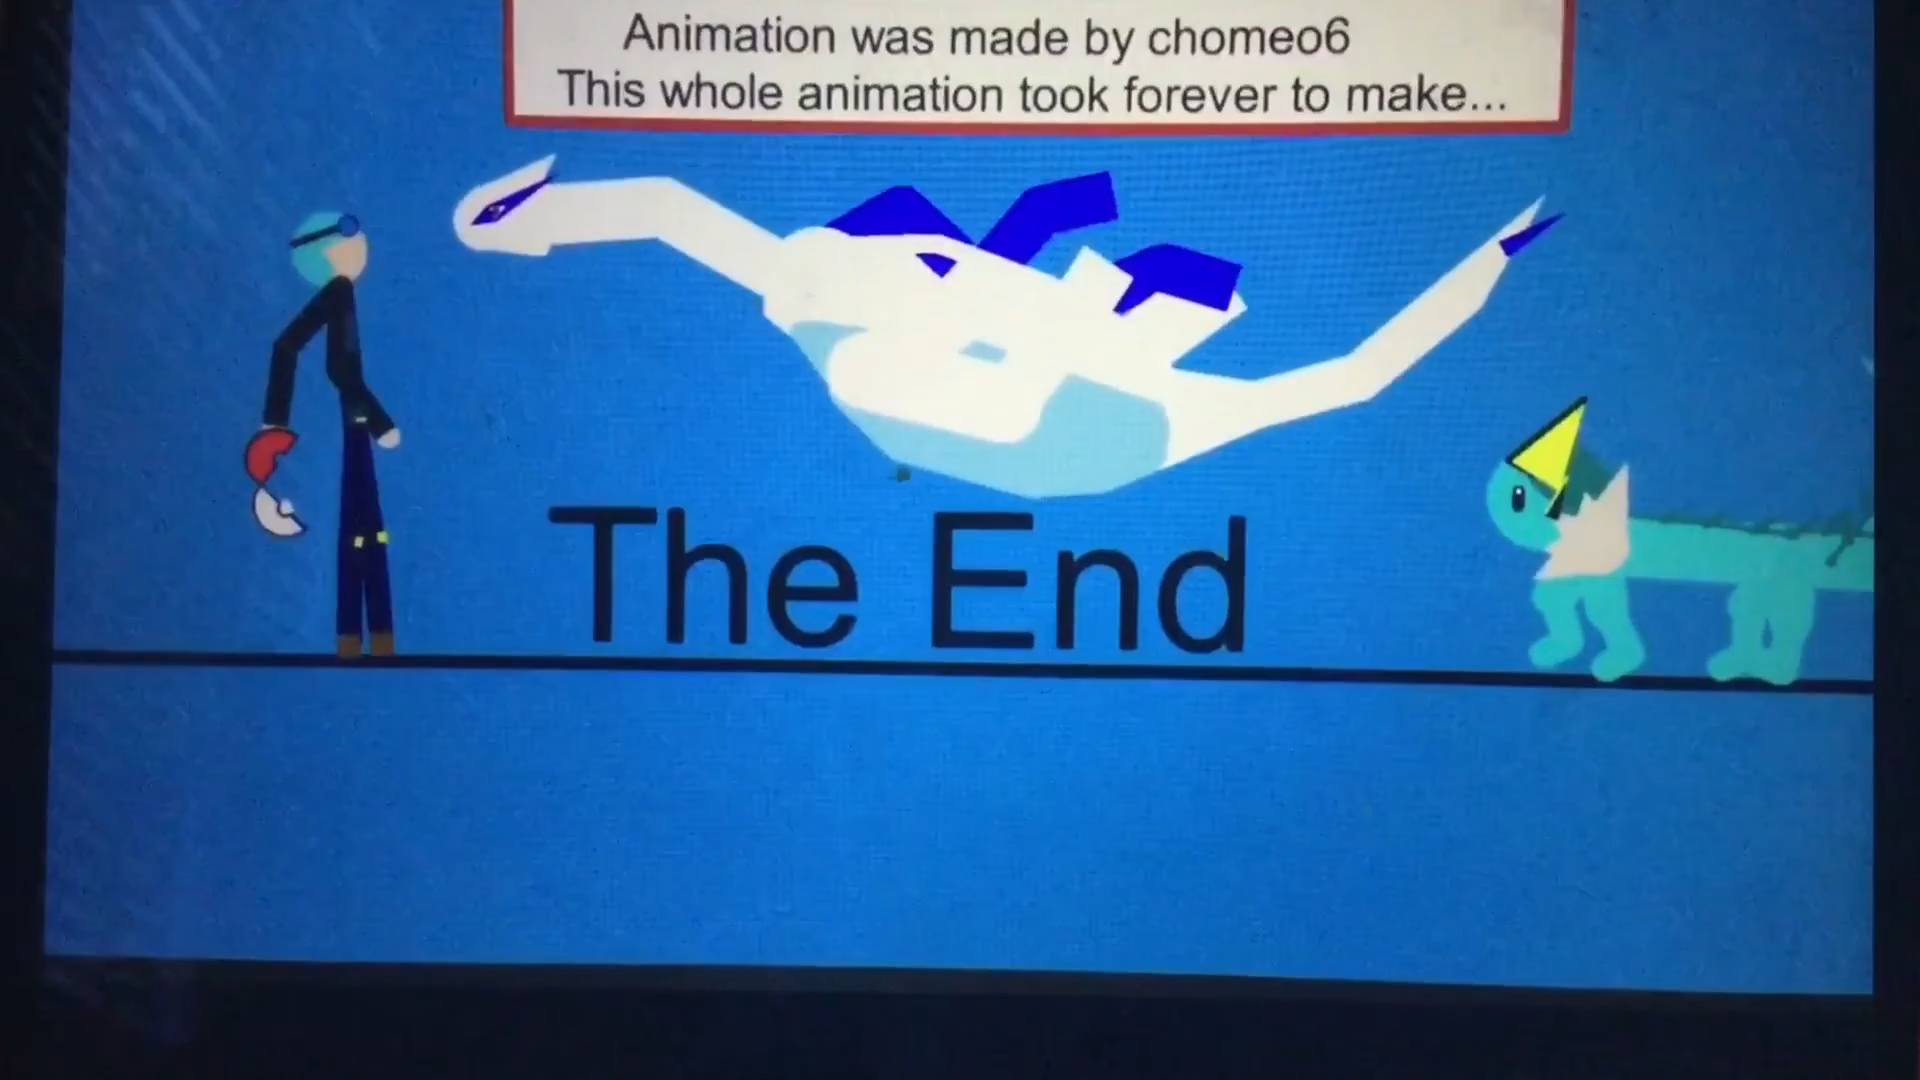 Animation was made by chomeo6
This whole animation took forever to make...
The End